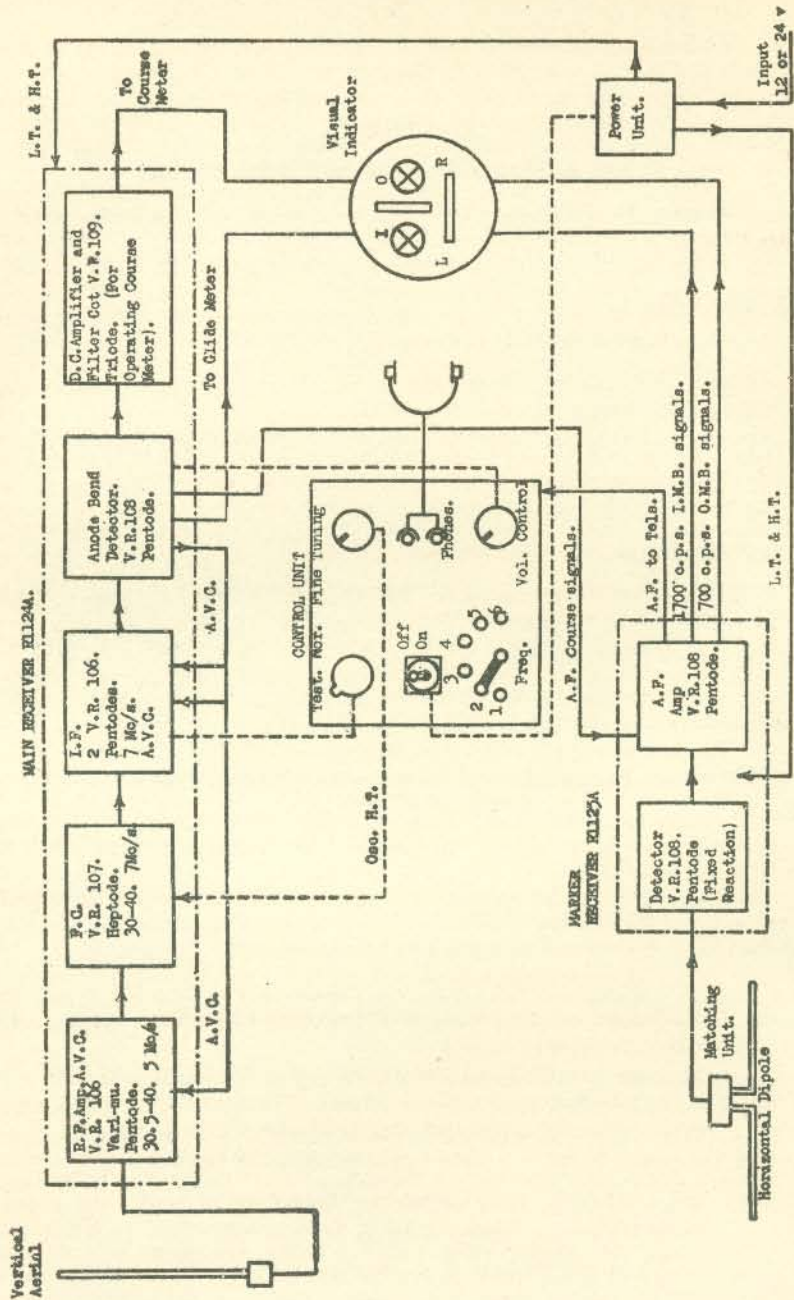 Vertical
Aerial
MAIN RECEIVER R1124A.
R.F.Amp.A.V.C.
V.R. 106
Vari-mu.
Pentode.
30.5-40. 5 Mc/s
F.C.
V.R. 107.
Heptode.
30-40. 7Mc/s.
I.F.
2 V.R. 106.
Pentodes.
7 Mc/s.
A.V.C.
Anode Bend
Detector.
V.R.108
Pentode.
D.C.Amplifier and
Filter Cct V.R.109.
Triode. (For
Operating Course
Meter).
L.T. & H.T.
To
Course
Meter
A.V.C.
A.V.C.
To Glide Meter
Osc. H.T.
CONTROL UNIT
Test. Mor. Fine Tuning
Off
On
1
2
3
4
5
6
Freq.
Phones.
Vol. Control
Visual
Indicator
I
O
L
R
A.F. Course signals.
Power
Unit.
Input
12 or 24 v
MARKER
RECEIVER R1125A
Detector
V.R.108.
Pentode
(Fixed
Reaction)
A.F.
Amp
V.R.108
Pentode.
A.F. to Tels.
1700 c.p.s. I.M.B. signals.
700 c.p.s. O.M.B. signals.
L.T. & H.T.
Matching
Unit.
Horizontal Dipole